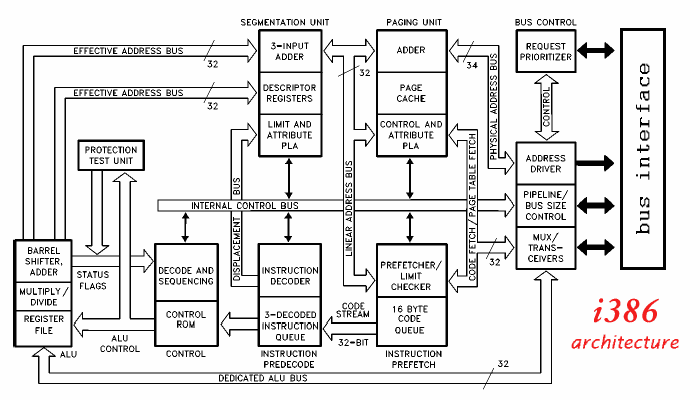 SEGMENTATION UNIT
PAGING UNIT
BUS CONTROL
EFFECTIVE ADDRESS BUS
32
3-INPUT
ADDER
32
ADDER
34
REQUEST
PRIORITIZER
EFFECTIVE ADDRESS BUS
32
DESCRIPTOR
REGISTERS
PAGE
CACHE
PHYSICAL ADDRESS BUS
CONTROL
LIMIT AND
ATTRIBUTE
PLA
CONTROL AND
ATTRIBUTE
PLA
bus interface
PROTECTION
TEST UNIT
ADDRESS
DRIVER
INTERNAL CONTROL BUS
PIPELINE/
BUS SIZE
CONTROL
DISPLACEMENT BUS
LINEAR ADDRESS BUS
CODE FETCH/PAGE TABLE FETCH
32
MUX/
TRANS-
CEIVERS
BARREL
SHIFTER,
ADDER
STATUS
FLAGS
DECODE AND
SEQUENCING
INSTRUCTION
DECODER
PREFETCHER/
LIMIT
CHECKER
MULTIPLY/
DIVIDE
REGISTER
FILE
CONTROL
ROM
3-DECODED
INSTRUCTION
QUEUE
CODE
STREAM
32-BIT
16 BYTE
CODE
QUEUE
i386
architecture
ALU
ALU
CONTROL
CONTROL
INSTRUCTION
PREDECODE
INSTRUCTION
PREFETCH
DEDICATED ALU BUS
32